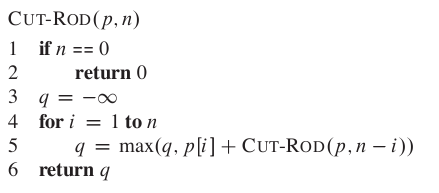 CUT-ROD(p, n)
1 if n == 0
2 return 0
3 q = −∞
4 for i = 1 to n
5 q = max(q, p[i] + CUT-ROD(p, n − i))
6 return q